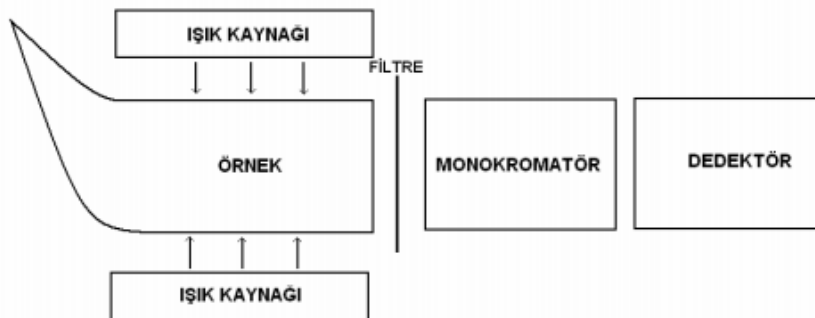 IŞIK KAYNAĞI
FİLTRE
ÖRNEK
MONOKROMATÖR
DEDEKTÖR
IŞIK KAYNAĞI